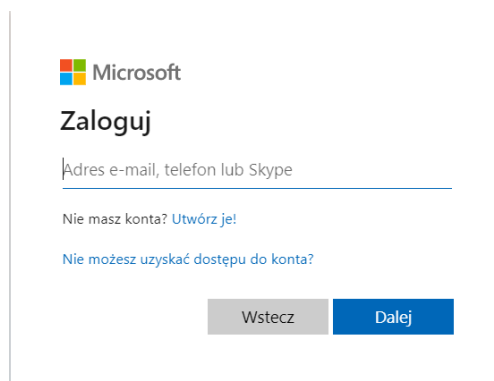 Microsoft
Zaloguj
Adres e-mail, telefon lub Skype
Nie masz konta? Utwórz je!
Nie możesz uzyskać dostępu do konta?
Wstecz Dalej